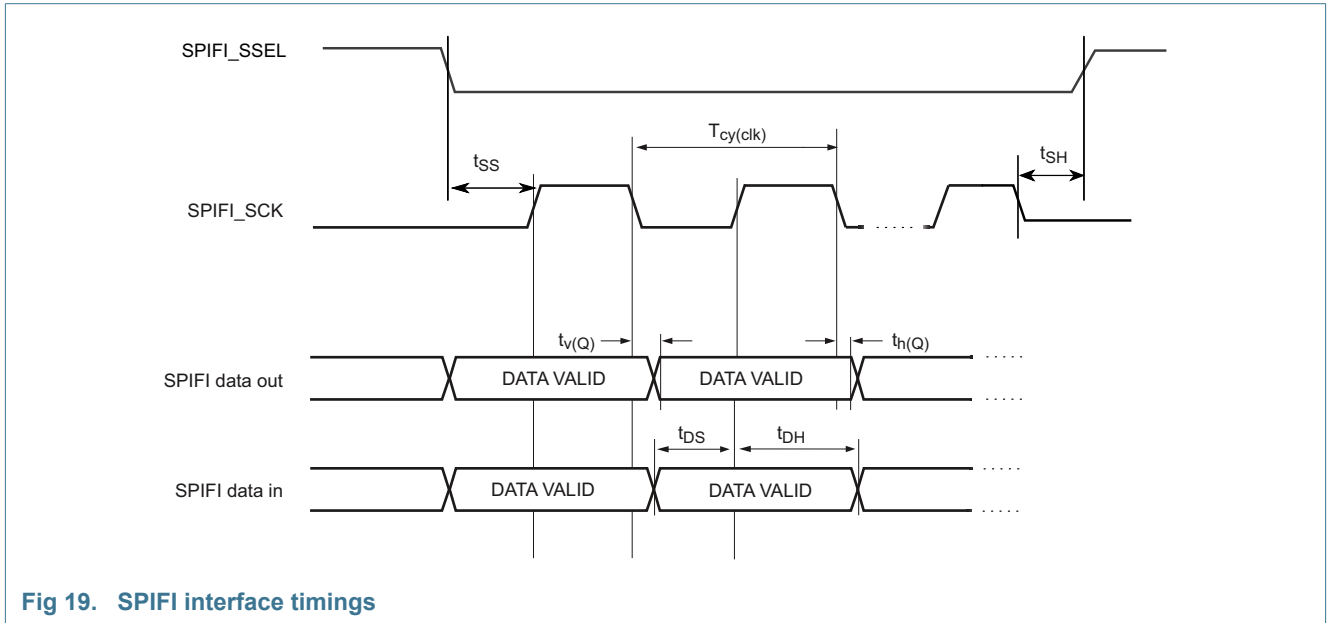 SPIFI_SSEL
Tcy(clk)
tSS
tSH
SPIFI_SCK
tv(Q)
th(Q)
SPIFI data out
DATA VALID
DATA VALID
tDS
tDH
SPIFI data in
DATA VALID
DATA VALID
Fig 19. SPIFI interface timings